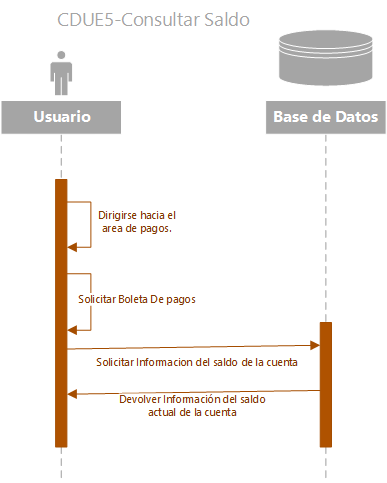 CDUE5-Consultar Saldo
Usuario
Base de Datos
Dirigirse hacia el
area de pagos.
Solicitar Boleta De pagos
Solicitar Informacion del saldo de la cuenta
Devolver Información del saldo
actual de la cuenta